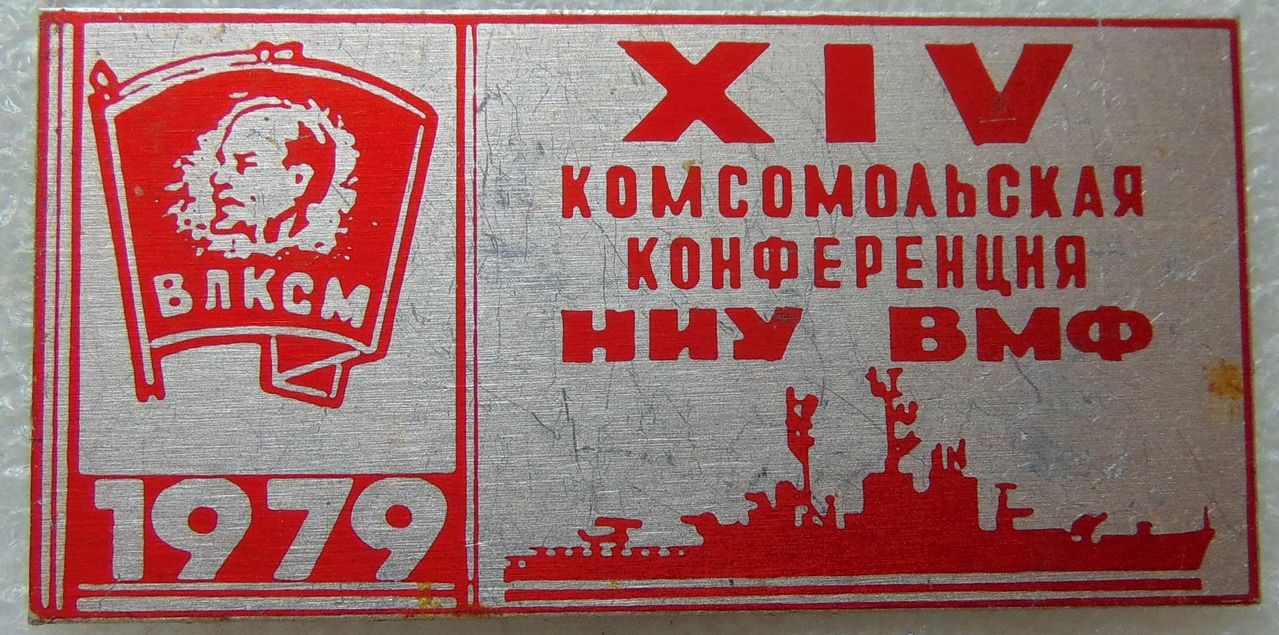 ВЛКСМ
1979
XIV
КОМСОМОЛЬСКАЯ
КОНФЕРЕНЦИЯ
НИУ ВМФ